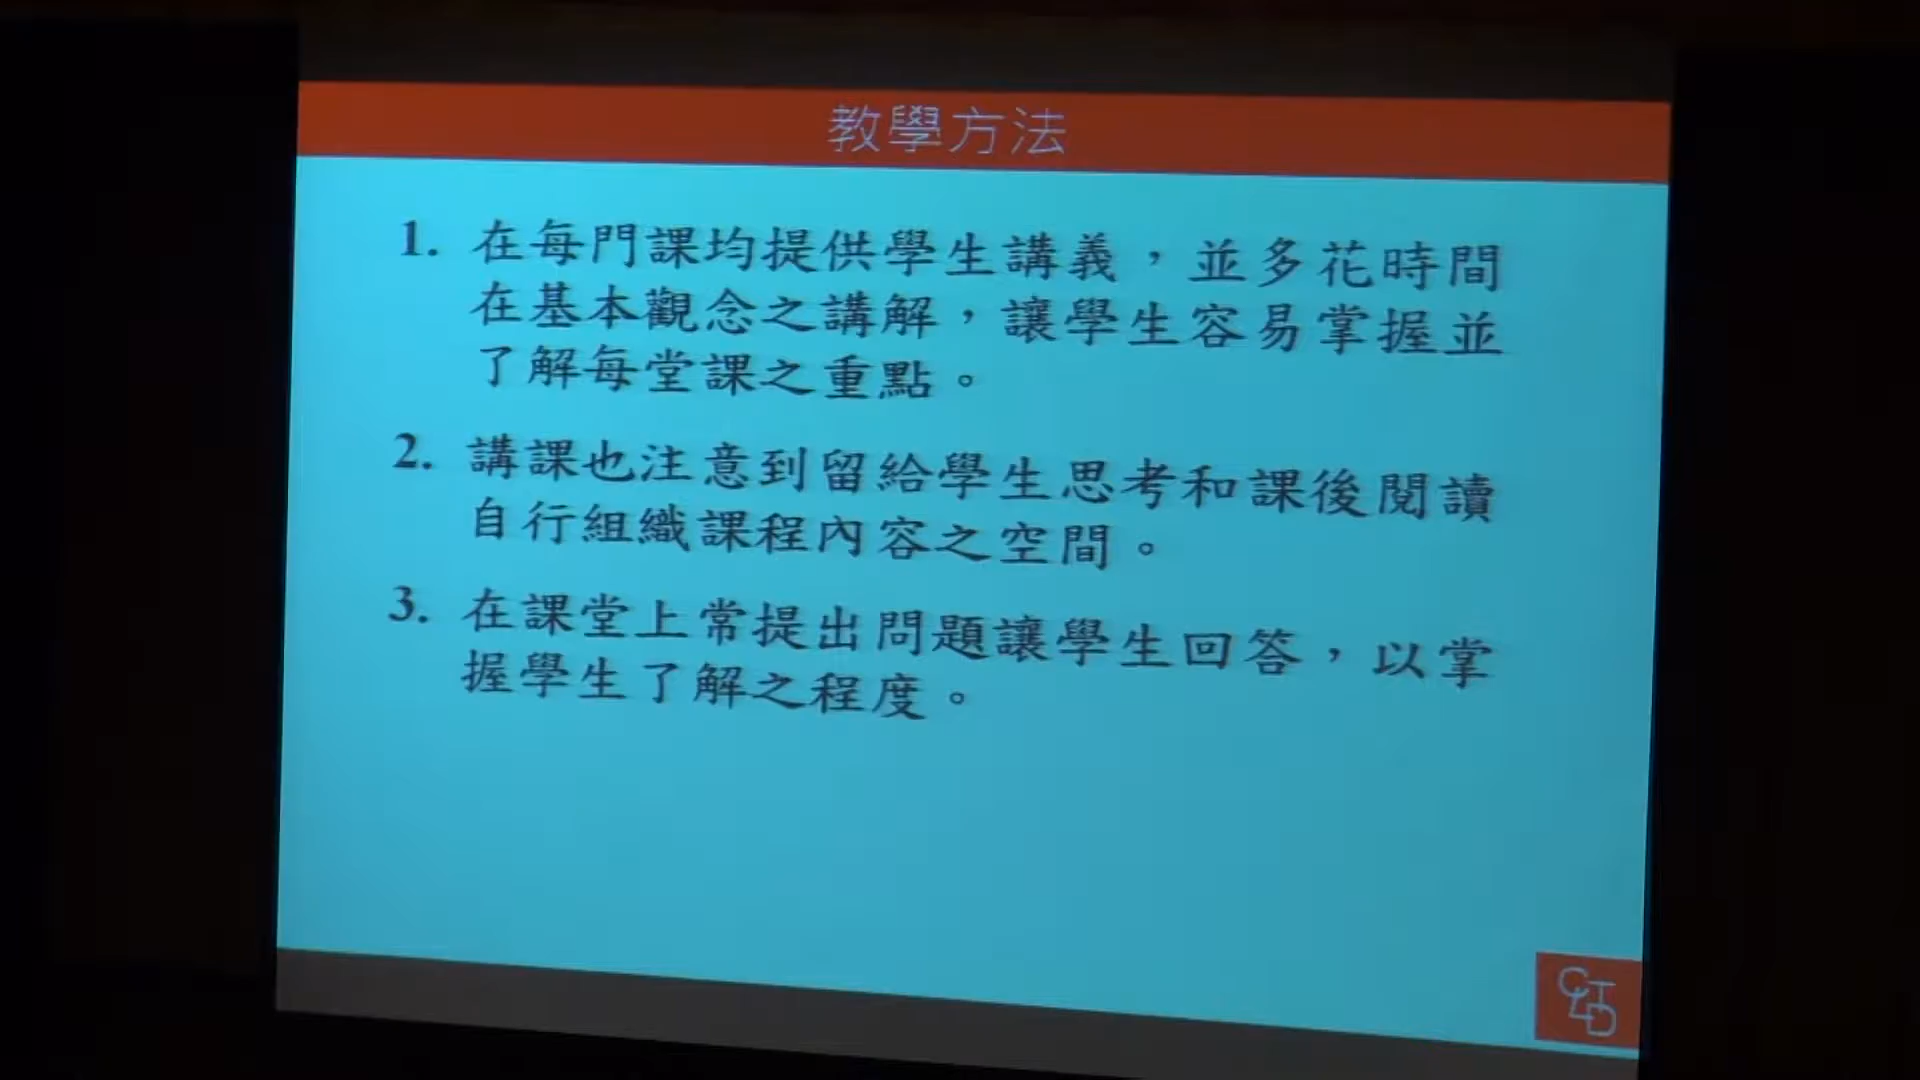 教學方法
1. 在每門課均提供學生講義，並多花時間
在基本觀念之講解，讓學生容易掌握並
了解每堂課之重點。
2. 講課也注意到留給學生思考和課後閱讀
自行組織課程內容之空間。
3. 在課堂上常提出問題讓學生回答，以掌
握學生了解之程度。
CLTD